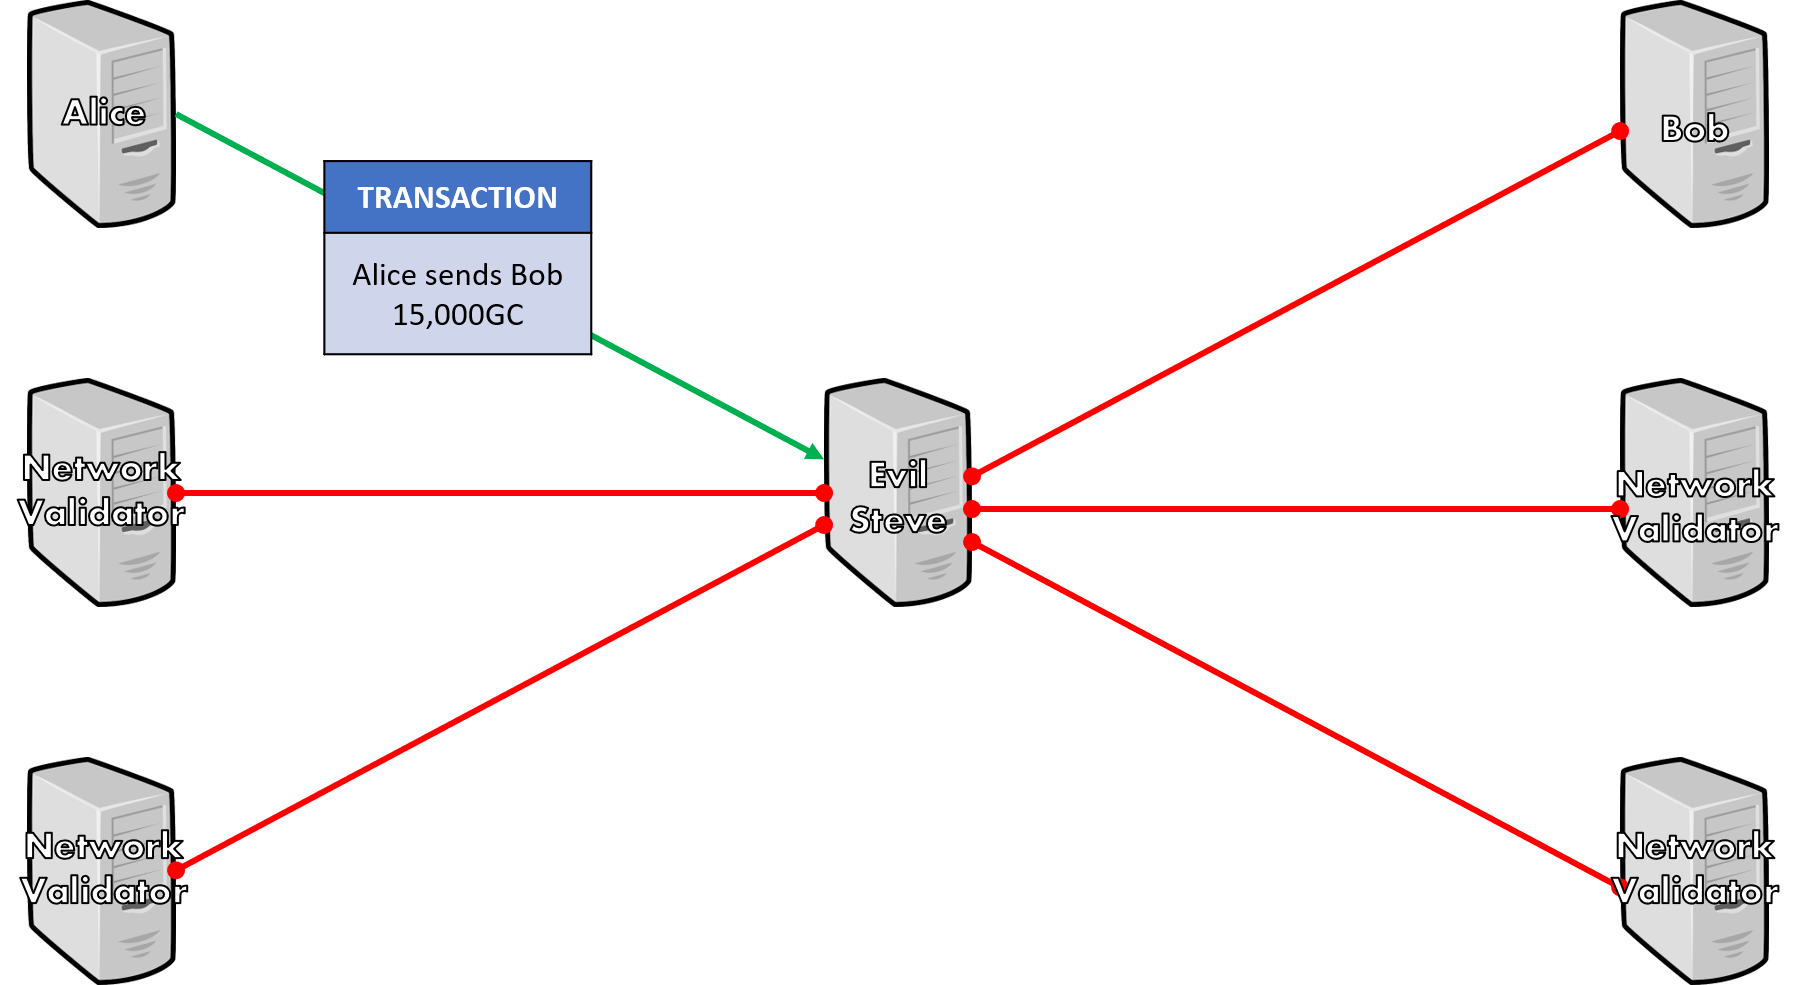 Alice
Bob
TRANSACTION
Alice sends Bob
15,000GC
Network
Validator
Evil
Steve
Network
Validator
Network
Validator
Network
Validator